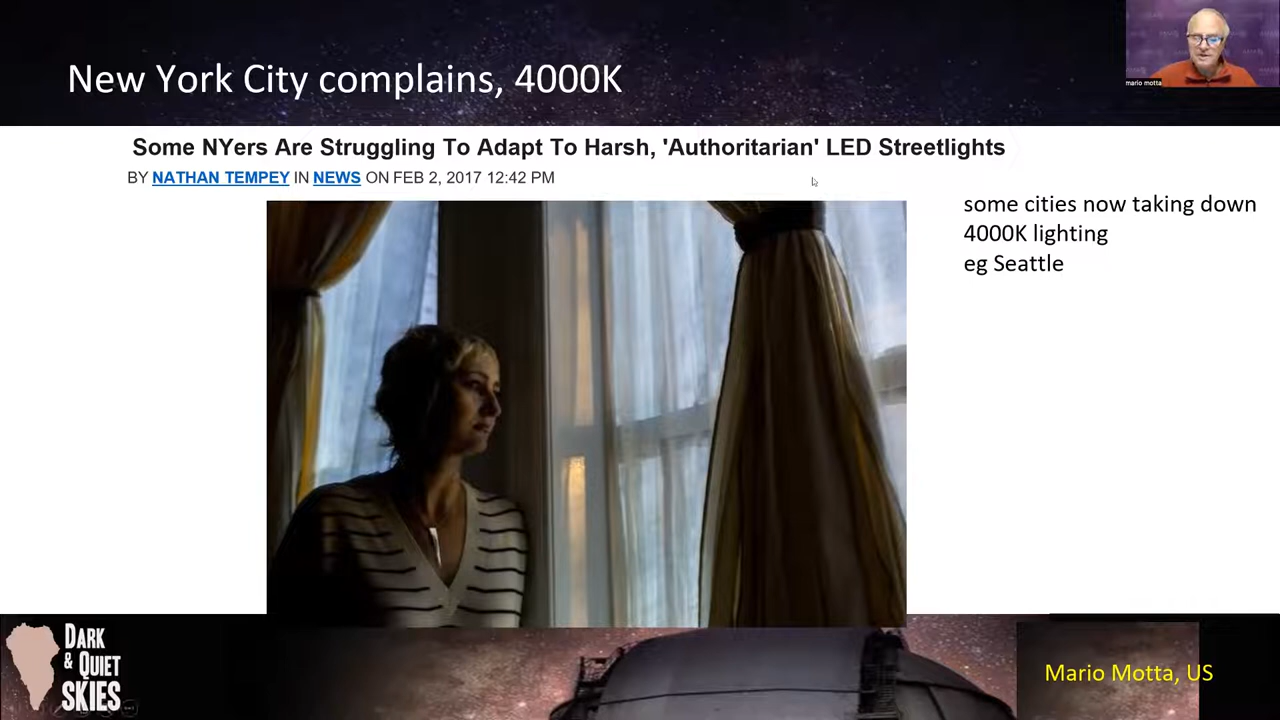 New York City complains, 4000K
mario motta
Some NYers Are Struggling To Adapt To Harsh, 'Authoritarian' LED Streetlights
BY NATHAN TEMPEY IN NEWS ON FEB 2, 2017 12:42 PM
some cities now taking down
4000K lighting
eg Seattle
DARK
& QUIET
SKIES
Mario Motta, US